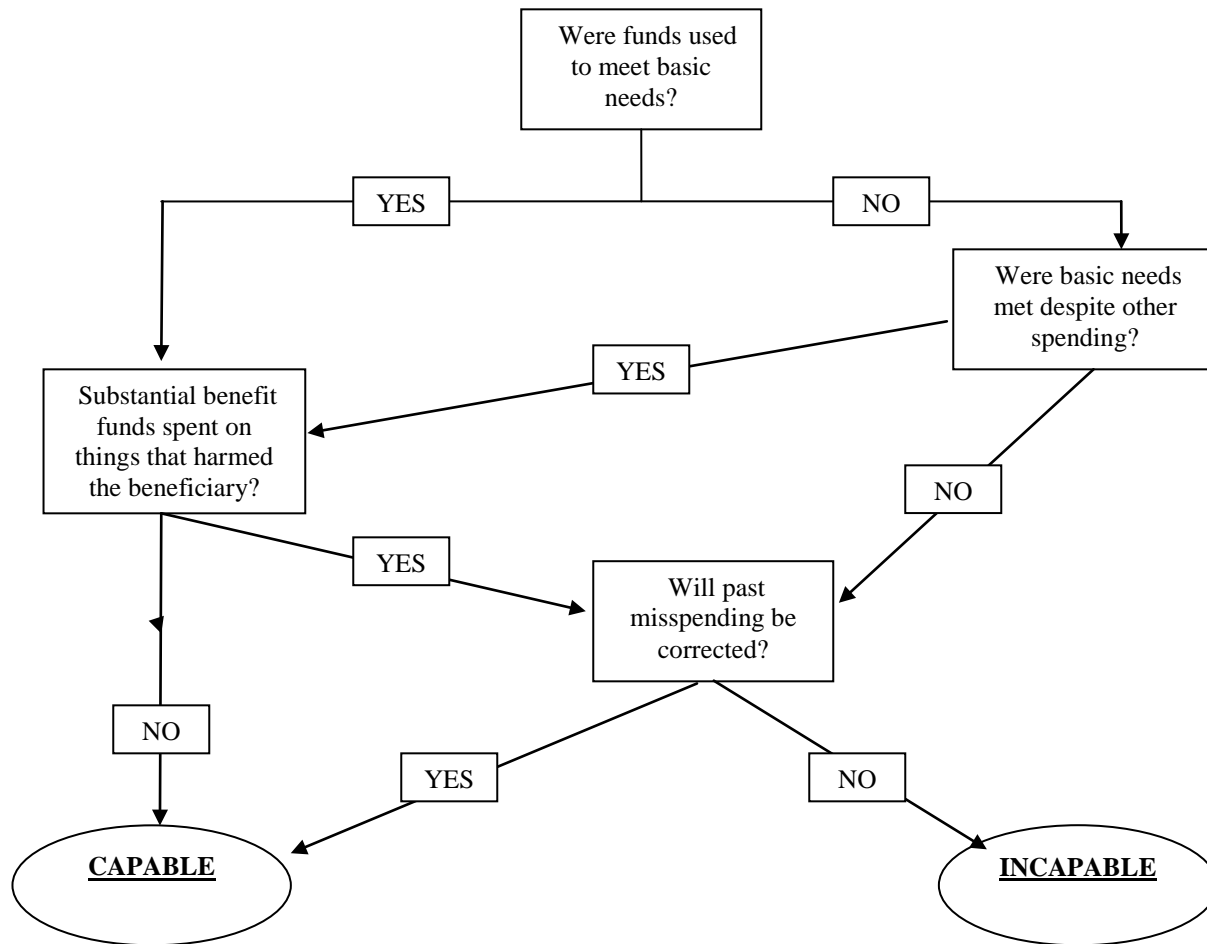 Were funds used
to meet basic
needs?
YES
NO
Were basic needs
met despite other
spending?
YES
Substantial benefit
funds spent on
things that harmed
the beneficiary?
NO
YES
Will past
misspending be
corrected?
NO
YES
NO
CAPABLE
INCAPABLE